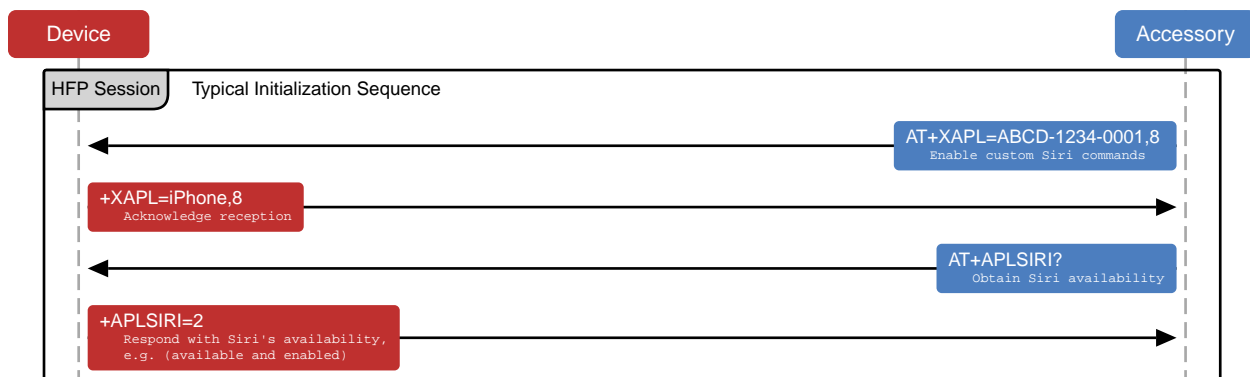 Device
Accessory
HFP Session
Typical Initialization Sequence
AT+XAPL=ABCD-1234-0001,8
Enable custom Siri commands
+XAPL=iPhone,8
Acknowledge reception
AT+APLSIRI?
Obtain Siri availability
+APLSIRI=2
Respond with Siri's availability,
e.g. (available and enabled)